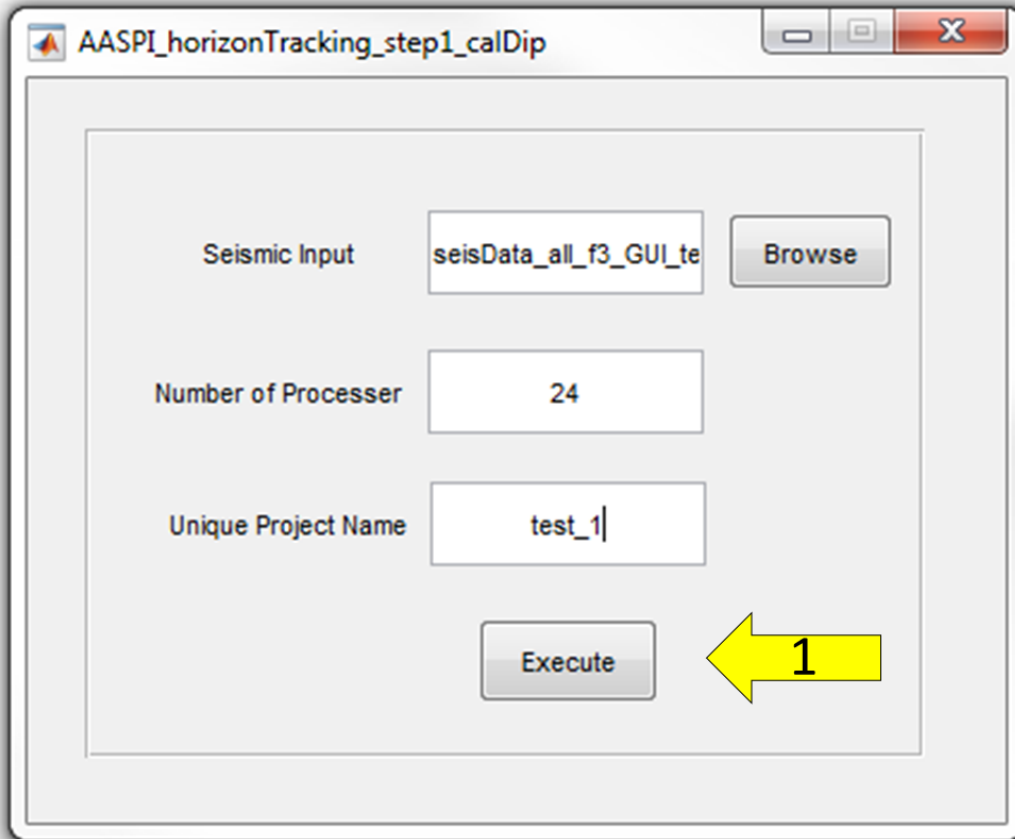 AASPI_horizonTracking_step1_calDip
Seismic Input seisData_all_f3_GUI_te Browse
Number of Processer 24
Unique Project Name test_1
Execute 1